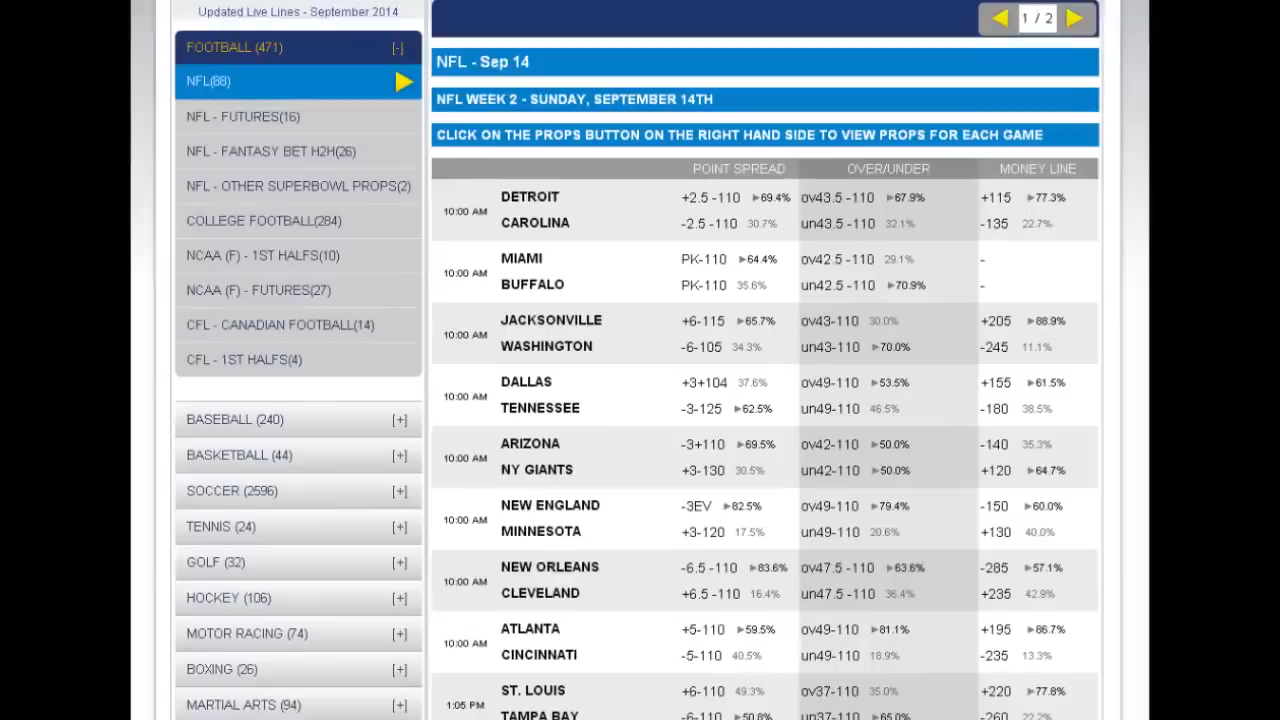 Updated Live Lines - September 2014
FOOTBALL (471) [-]
NFL(88)
NFL - FUTURES(16)
NFL - FANTASY BET H2H(26)
NFL - OTHER SUPERBOWL PROPS(2)
COLLEGE FOOTBALL(284)
NCAA (F) - 1ST HALFS(10)
NCAA (F) - FUTURES(27)
CFL - CANADIAN FOOTBALL(14)
CFL - 1ST HALFS(4)
BASEBALL (240) [+]
BASKETBALL (44) [+]
SOCCER (2596) [+]
TENNIS (24) [+]
GOLF (32) [+]
HOCKEY (106) [+]
MOTOR RACING (74) [+]
BOXING (26) [+]
MARTIAL ARTS (94) [+]
1 / 2
NFL - Sep 14
NFL WEEK 2 - SUNDAY, SEPTEMBER 14TH
CLICK ON THE PROPS BUTTON ON THE RIGHT HAND SIDE TO VIEW PROPS FOR EACH GAME
POINT SPREAD OVER/UNDER MONEY LINE
10:00 AM
DETROIT +2.5 -110 ▶69.4% ov43.5 -110 ▶67.9% +115 ▶77.3%
CAROLINA -2.5 -110 30.7% un43.5 -110 32.1% -135 22.7%
10:00 AM
MIAMI PK-110 ▶64.4% ov42.5 -110 29.1% -
BUFFALO PK-110 35.6% un42.5 -110 ▶70.9% -
10:00 AM
JACKSONVILLE +6-115 ▶65.7% ov43-110 30.0% +205 ▶88.9%
WASHINGTON -6-105 34.3% un43-110 ▶70.0% -245 11.1%
10:00 AM
DALLAS +3+104 37.6% ov49-110 ▶53.5% +155 ▶61.5%
TENNESSEE -3-125 ▶62.5% un49-110 46.5% -180 38.5%
10:00 AM
ARIZONA -3+110 ▶69.5% ov42-110 ▶50.0% -140 35.3%
NY GIANTS +3-130 30.5% un42-110 ▶50.0% +120 ▶64.7%
10:00 AM
NEW ENGLAND -3EV ▶82.5% ov49-110 ▶79.4% -150 ▶60.0%
MINNESOTA +3-120 17.5% un49-110 20.6% +130 40.0%
10:00 AM
NEW ORLEANS -6.5 -110 ▶83.6% ov47.5 -110 ▶63.6% -285 ▶57.1%
CLEVELAND +6.5 -110 16.4% un47.5 -110 36.4% +235 42.9%
10:00 AM
ATLANTA +5-110 ▶59.5% ov49-110 ▶81.1% +195 ▶86.7%
CINCINNATI -5-110 40.5% un49-110 18.9% -235 13.3%
1:05 PM
ST. LOUIS +6-110 49.3% ov37-110 35.0% +220 ▶77.8%
TAMPA BAY -6-110 ▶50.8% un37-110 ▶65.0% -260 22.2%